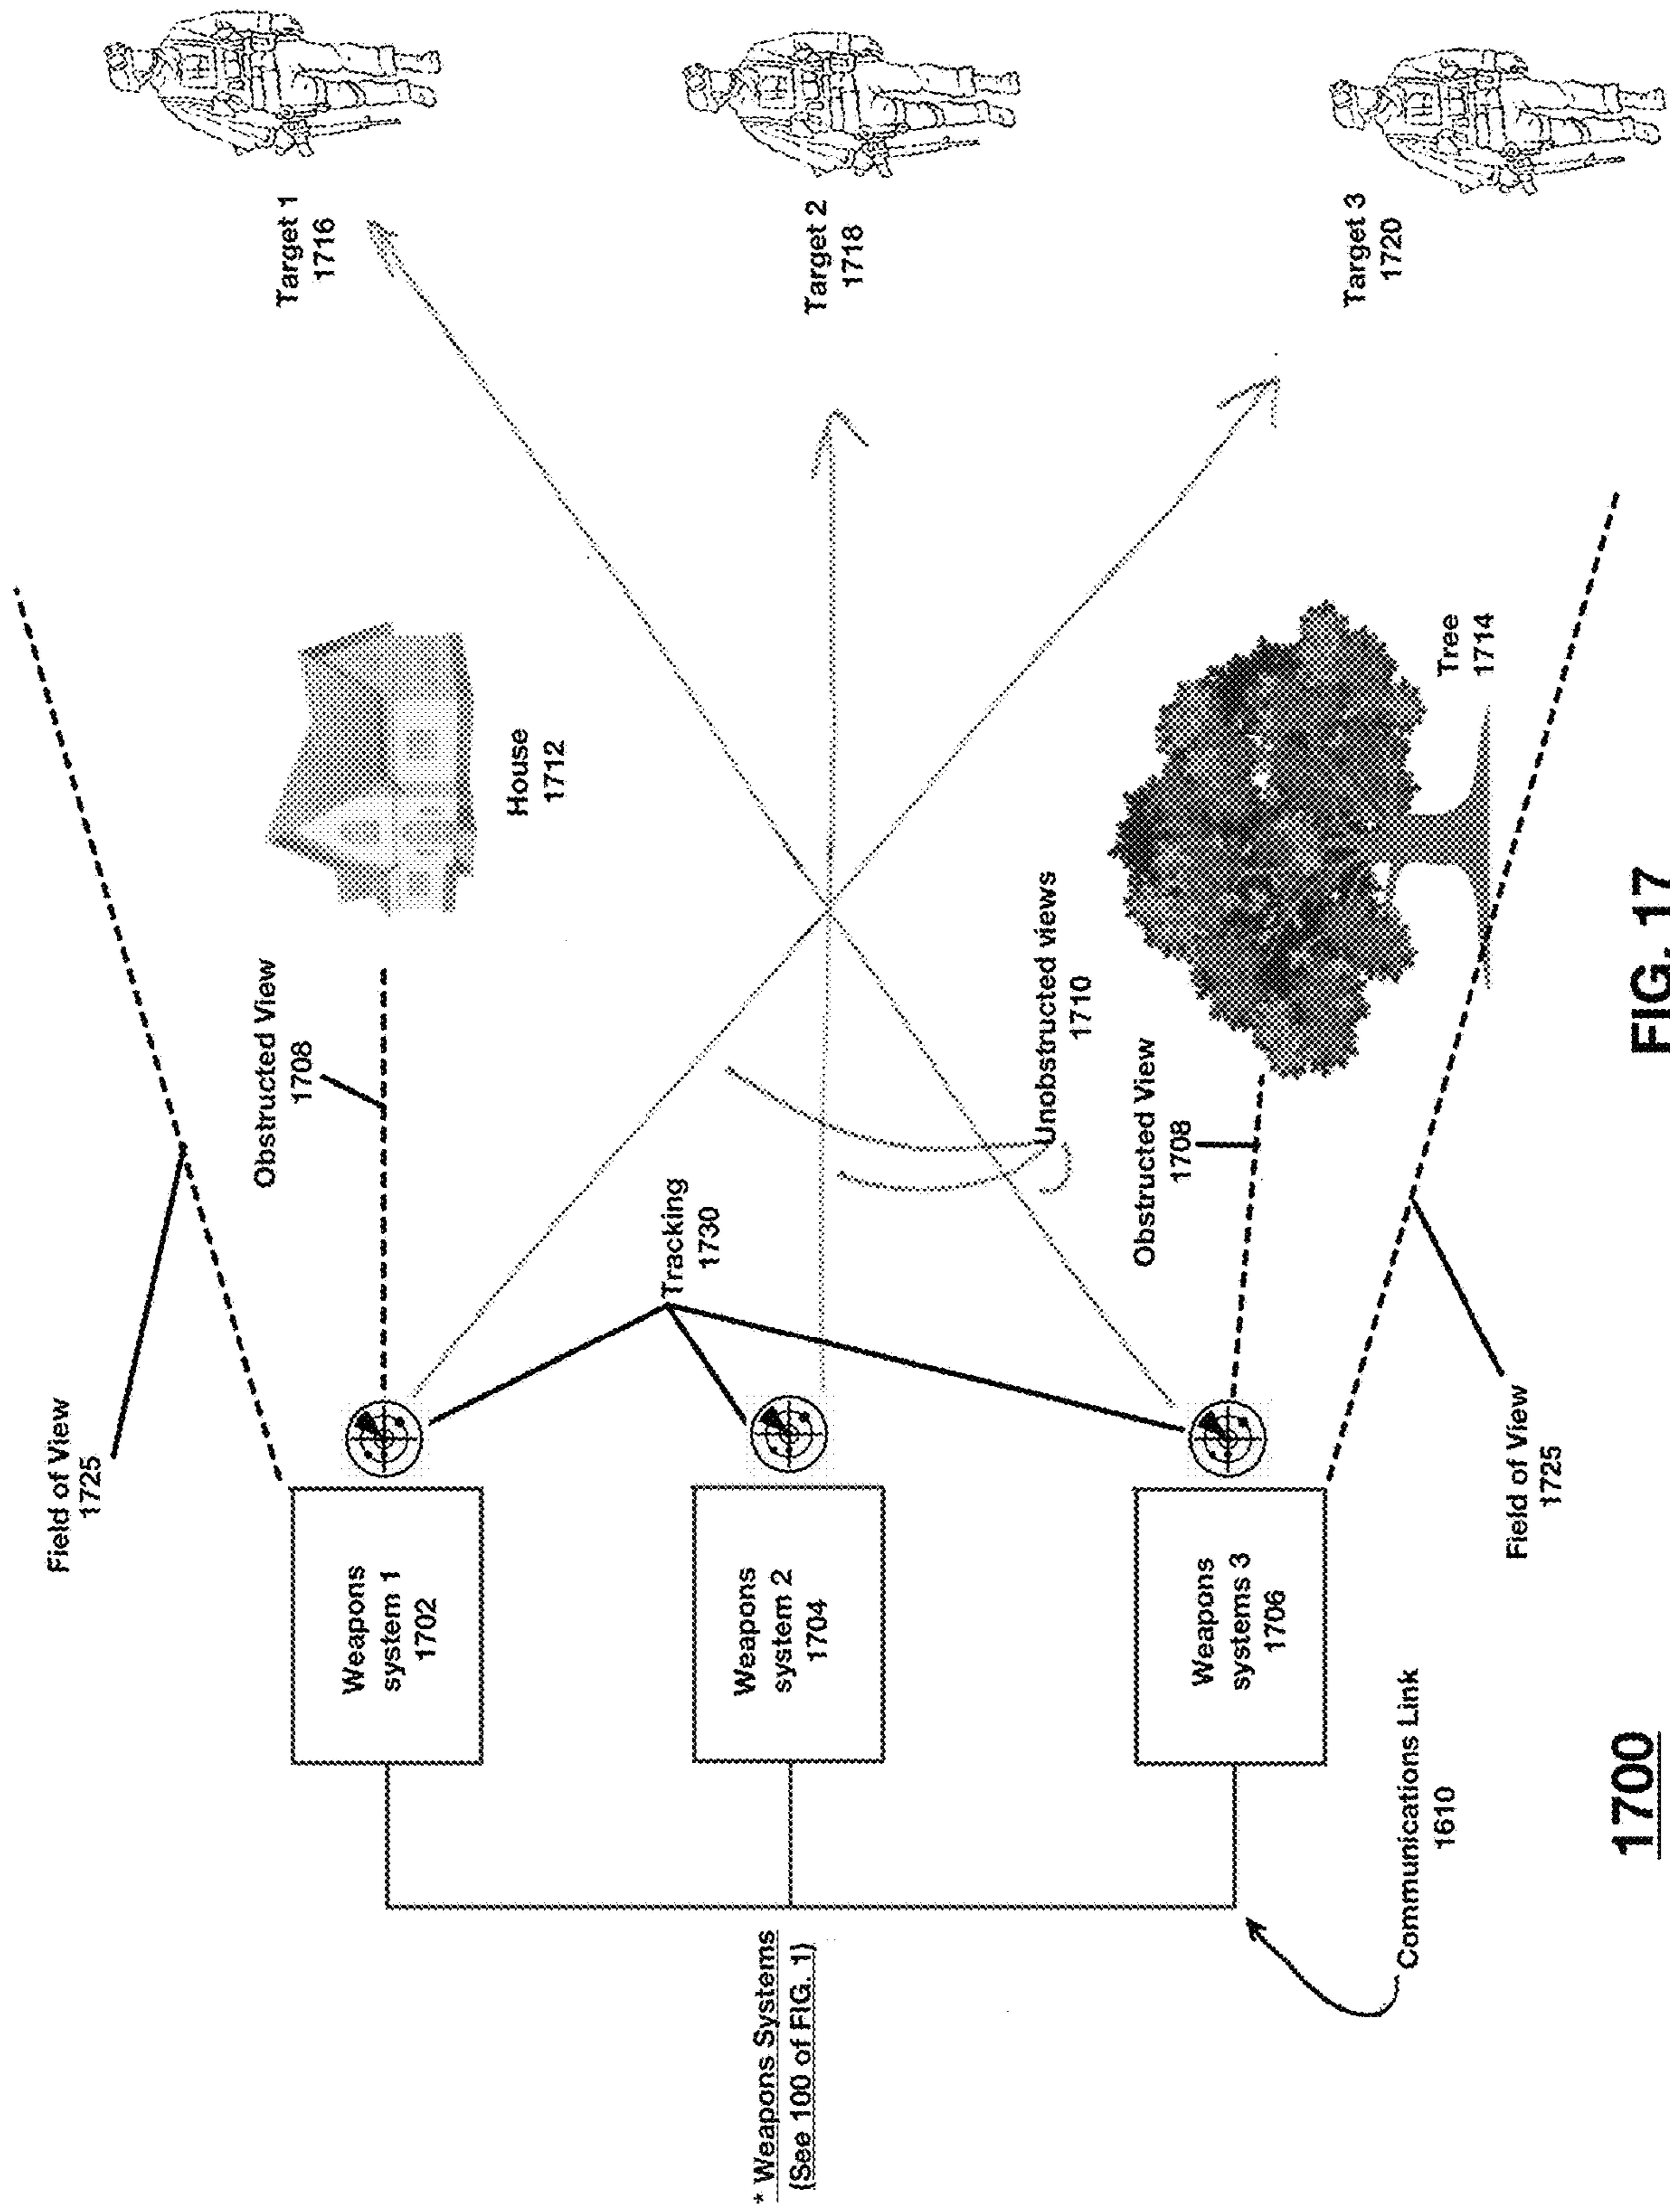 Field of View
1725
Weapons
system 1
1702
Obstructed View
1708
House
1712
Target 1
1716
Tracking
1730
* Weapons Systems
(See 100 of FIG. 1)
Weapons
system 2
1704
Target 2
1718
Unobstructed views
1710
Obstructed View
1708
Weapons
systems 3
1706
Target 3
1720
Tree
1714
Communications Link
1610
Field of View
1725
1700
FIG. 17